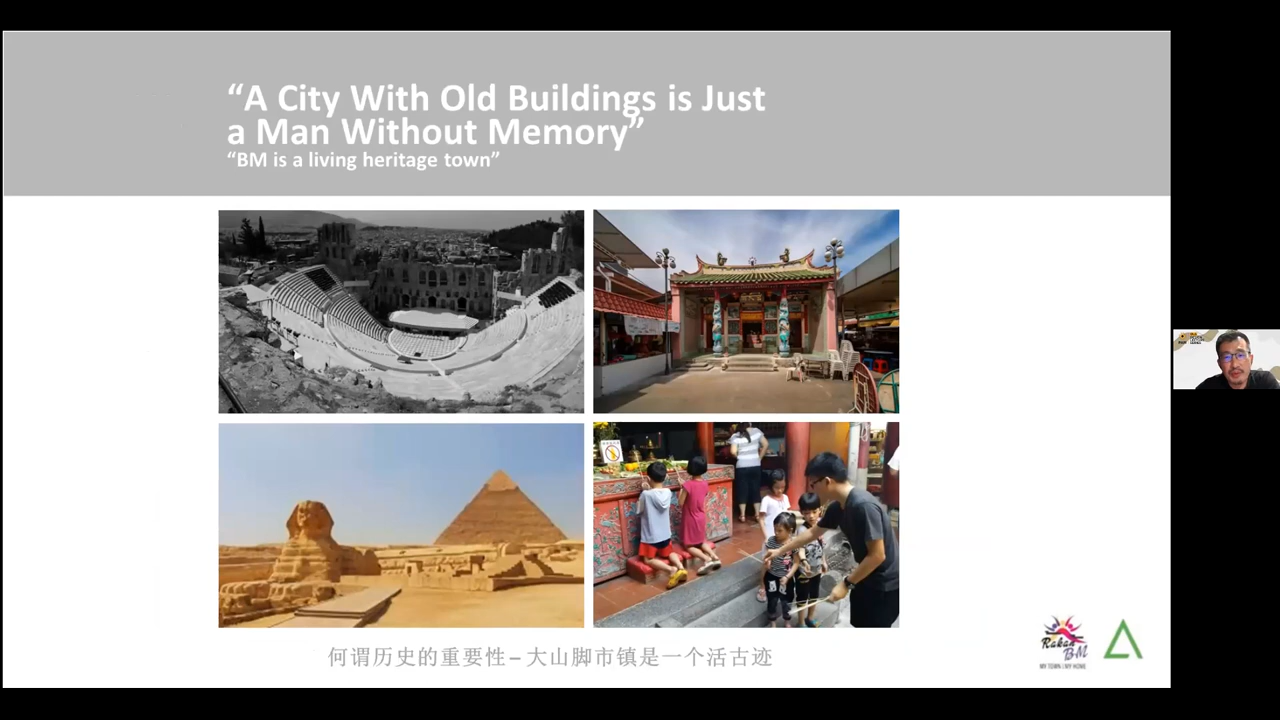 “A City With Old Buildings is Just
a Man Without Memory”
“BM is a living heritage town”
何谓历史的重要性 – 大山脚市镇是一个活古迹
Rakan
BM
MY TOWN MY HOME